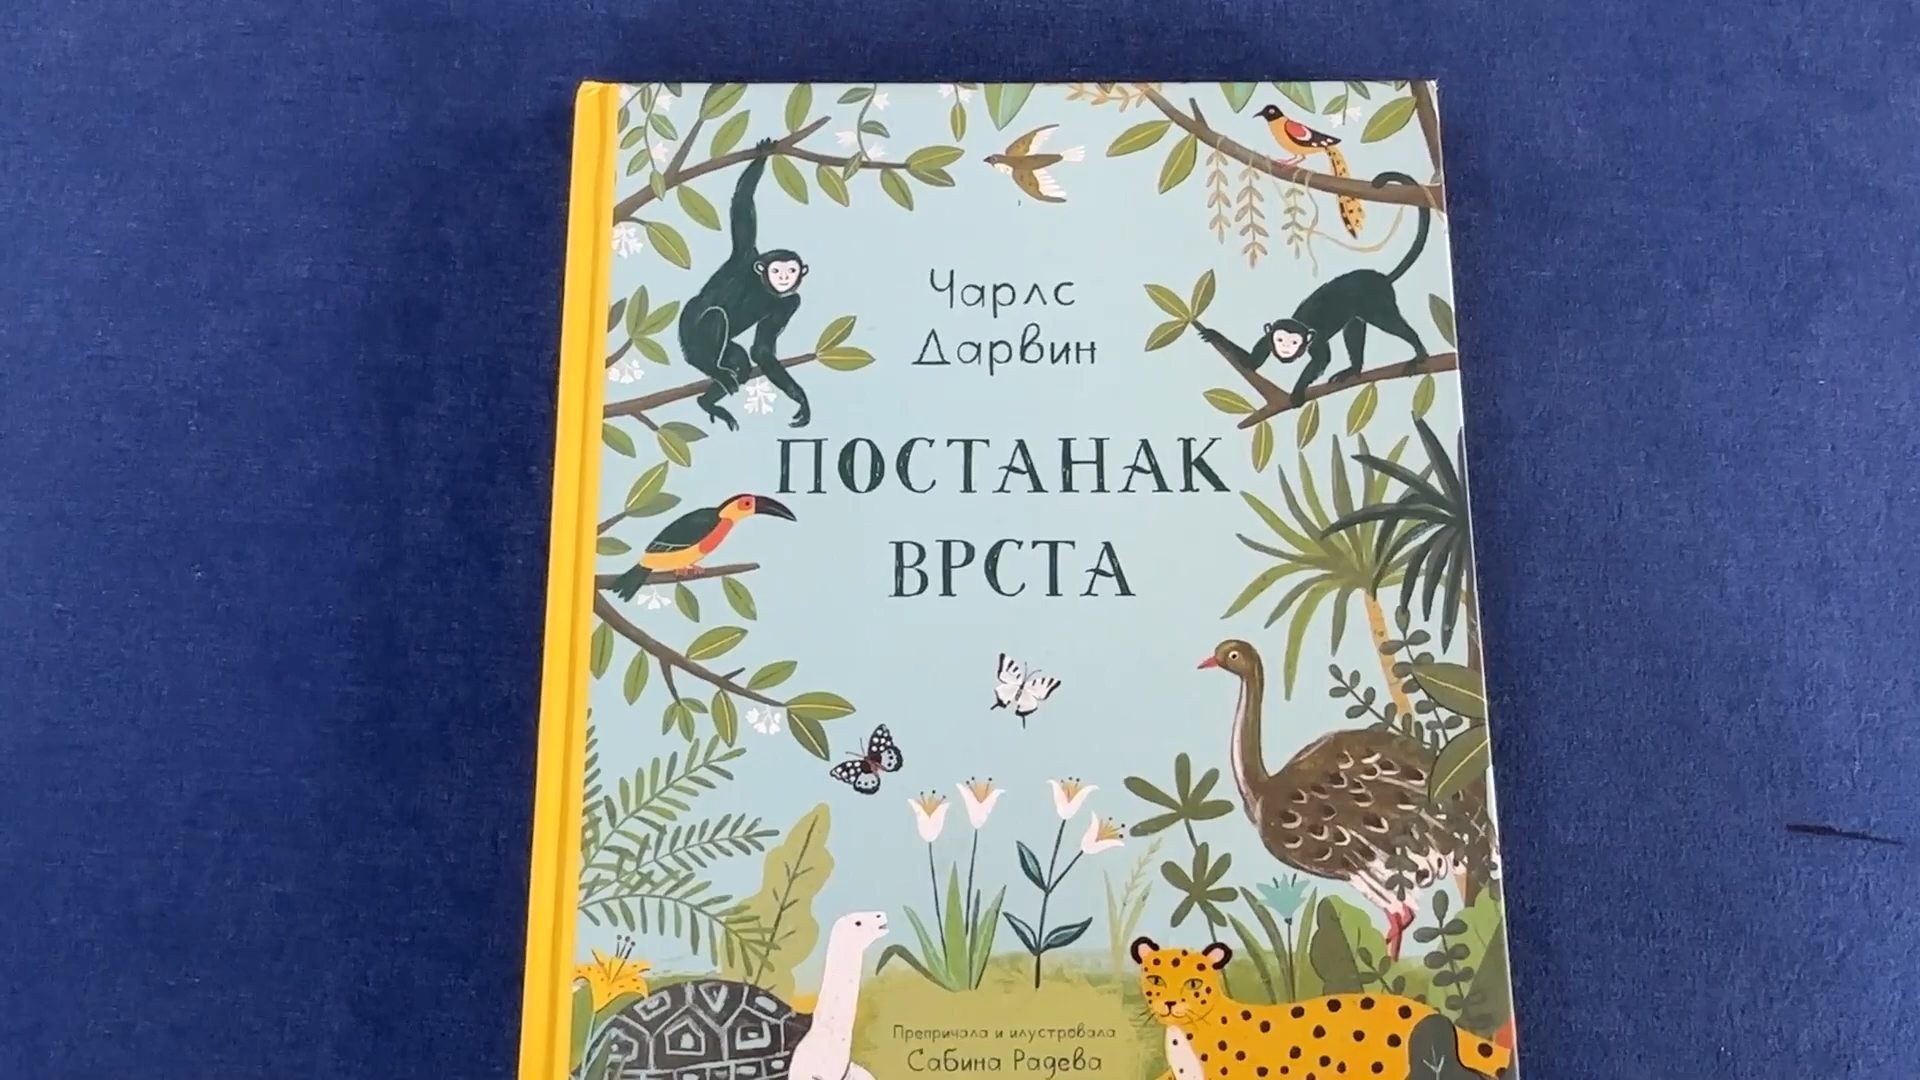 Чарлс
Дарвин
ПОСТАНАК
ВРСТА
Препричала и илустровала
Сабина Радева